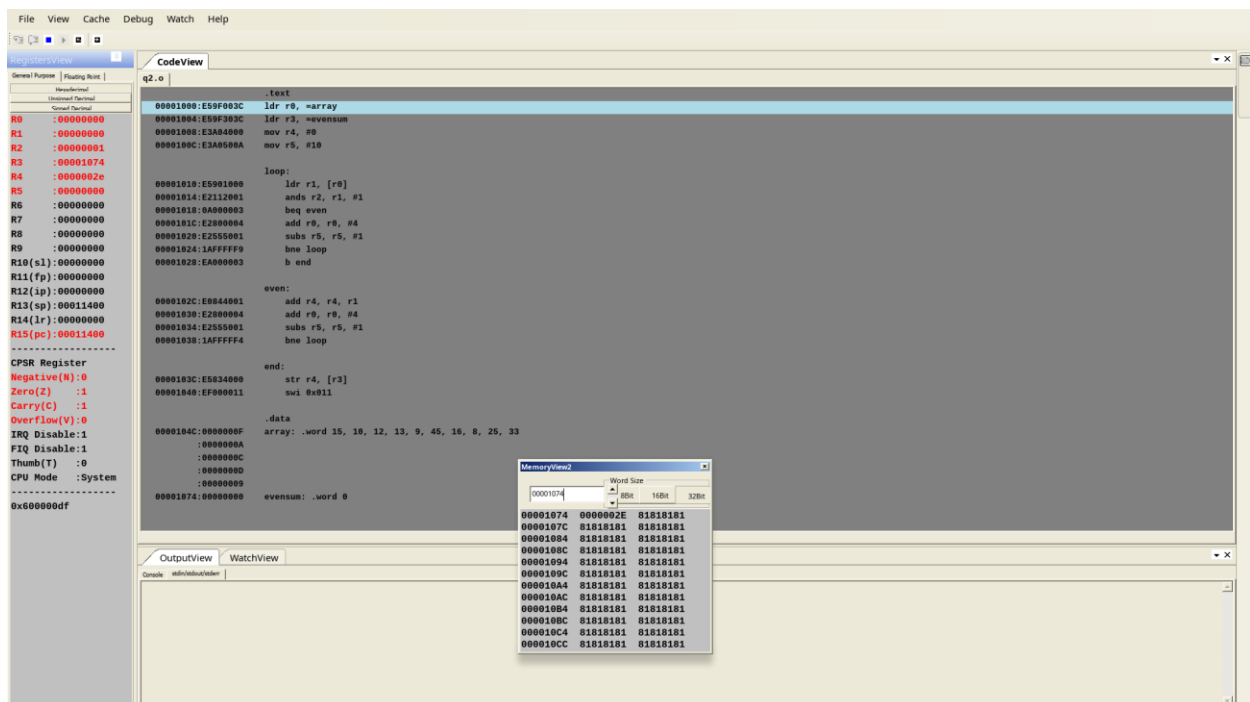 File View Cache Debug Watch Help
RegistersView
General Purpose Floating Point
Hexadecimal
Unsigned Decimal
Signed Decimal
R0 :00000000
R1 :00000000
R2 :00000001
R3 :00001074
R4 :0000002e
R5 :00000000
R6 :00000000
R7 :00000000
R8 :00000000
R9 :00000000
R10(sl):00000000
R11(fp):00000000
R12(ip):00000000
R13(sp):00011400
R14(lr):00000000
R15(pc):00011400
------------------
CPSR Register
Negative(N):0
Zero(Z) :1
Carry(C) :1
Overflow(V):0
IRQ Disable:1
FIQ Disable:1
Thumb(T) :0
CPU Mode :System
------------------
0x600000df
CodeView
q2.o
.text
00001000:E59F003C ldr r0, =array
00001004:E59F303C ldr r3, =evensum
00001008:E3A04000 mov r4, #0
0000100C:E3A0500A mov r5, #10
loop:
00001010:E5901000 ldr r1, [r0]
00001014:E2112001 ands r2, r1, #1
00001018:0A000003 beq even
0000101C:E2800004 add r0, r0, #4
00001020:E2555001 subs r5, r5, #1
00001024:1AFFFFF9 bne loop
00001028:EA000003 b end
even:
0000102C:E0844001 add r4, r4, r1
00001030:E2800004 add r0, r0, #4
00001034:E2555001 subs r5, r5, #1
00001038:1AFFFFF4 bne loop
end:
0000103C:E5834000 str r4, [r3]
00001040:EF000011 swi 0x011
.data
0000104C:0000000F array: .word 15, 10, 12, 13, 9, 45, 16, 8, 25, 33
:0000000A
:0000000C
:0000000D
:00000009
00001074:00000000 evensum: .word 0
MemoryView2
Word Size
00001074 8Bit 16Bit 32Bit
00001074 0000002E 81818181
0000107C 81818181 81818181
00001084 81818181 81818181
0000108C 81818181 81818181
00001094 81818181 81818181
0000109C 81818181 81818181
000010A4 81818181 81818181
000010AC 81818181 81818181
000010B4 81818181 81818181
000010BC 81818181 81818181
000010C4 81818181 81818181
000010CC 81818181 81818181
OutputView WatchView
Console stdin/stdout/stderr